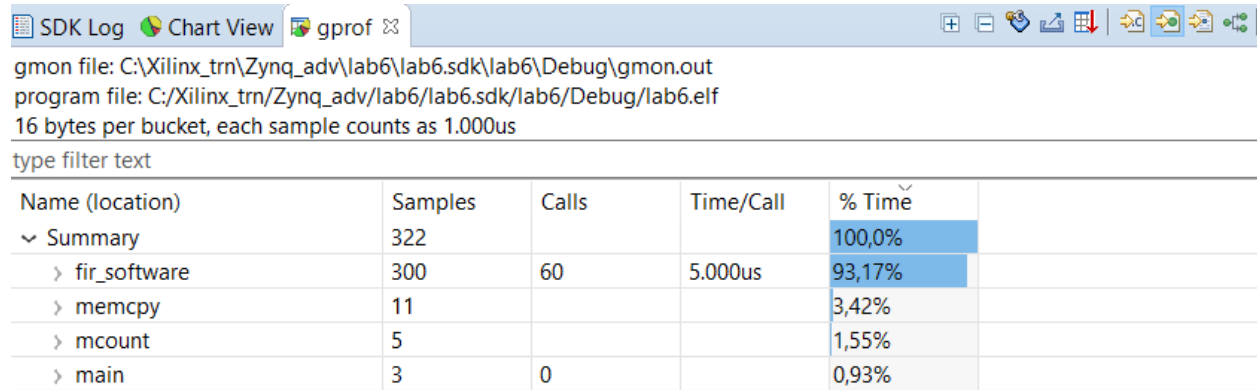 SDK Log Chart View gprof
gmon file: C:\Xilinx_trn\Zynq_adv\lab6\lab6.sdk\lab6\Debug\gmon.out
program file: C:/Xilinx_trn/Zynq_adv/lab6/lab6.sdk/lab6/Debug/lab6.elf
16 bytes per bucket, each sample counts as 1.000us
type filter text
Name (location) Samples Calls Time/Call % Time
Summary 322 100,0%
fir_software 300 60 5.000us 93,17%
memcpy 11 3,42%
mcount 5 1,55%
main 3 0 0,93%